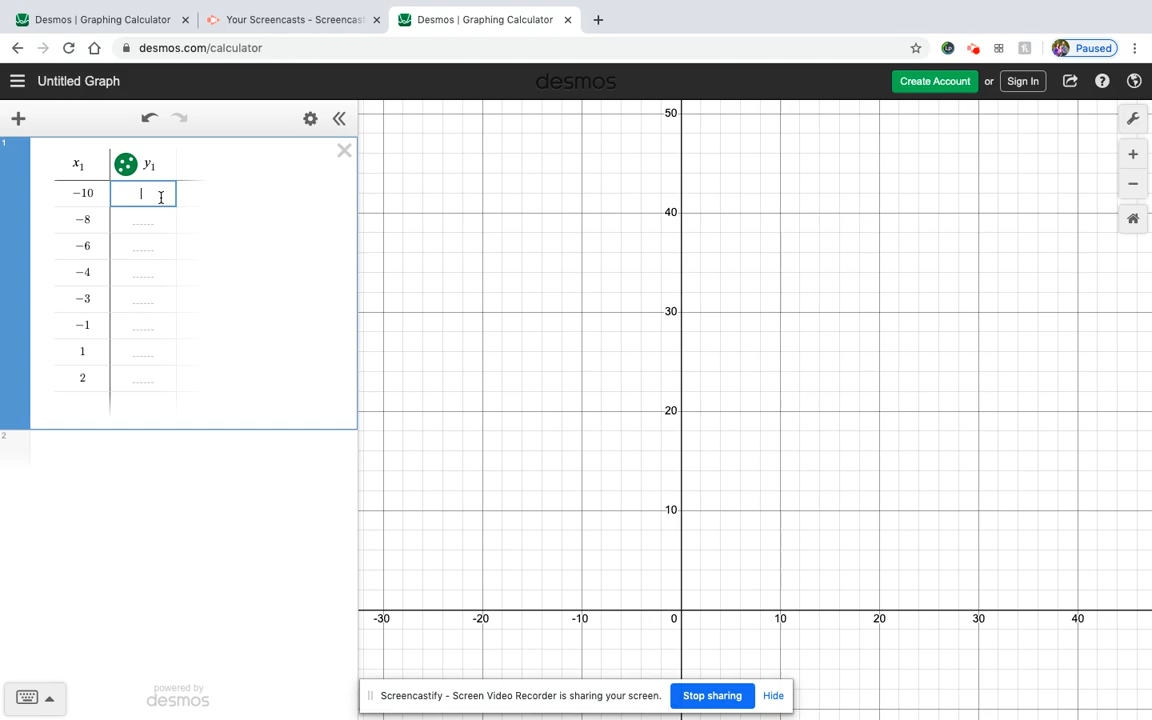 Desmos | Graphing Calculator
Your Screencasts - Screencast
Desmos | Graphing Calculator
desmos.com/calculator
Paused
Untitled Graph
desmos
Create Account
or
Sign In
1
x₁
y₁
−10
−8
−6
−4
−3
−1
1
2
2
50
40
30
20
10
-30
-20
-10
0
10
20
30
40
powered by
desmos
Screencastify - Screen Video Recorder is sharing your screen.
Stop sharing
Hide